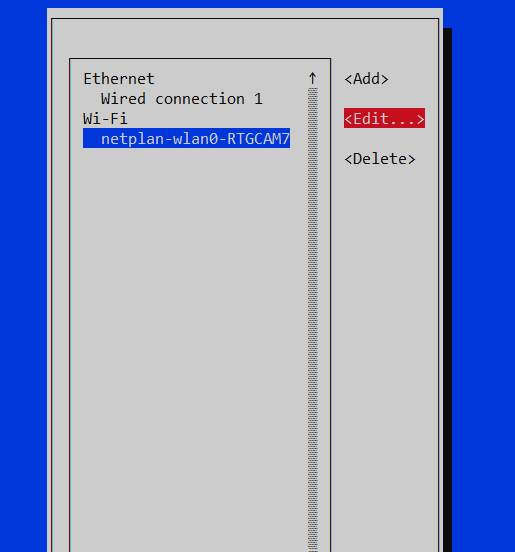 Ethernet ↑ <Add>
Wired connection 1
Wi-Fi <Edit...>
netplan-wlan0-RTGCAM7
<Delete>